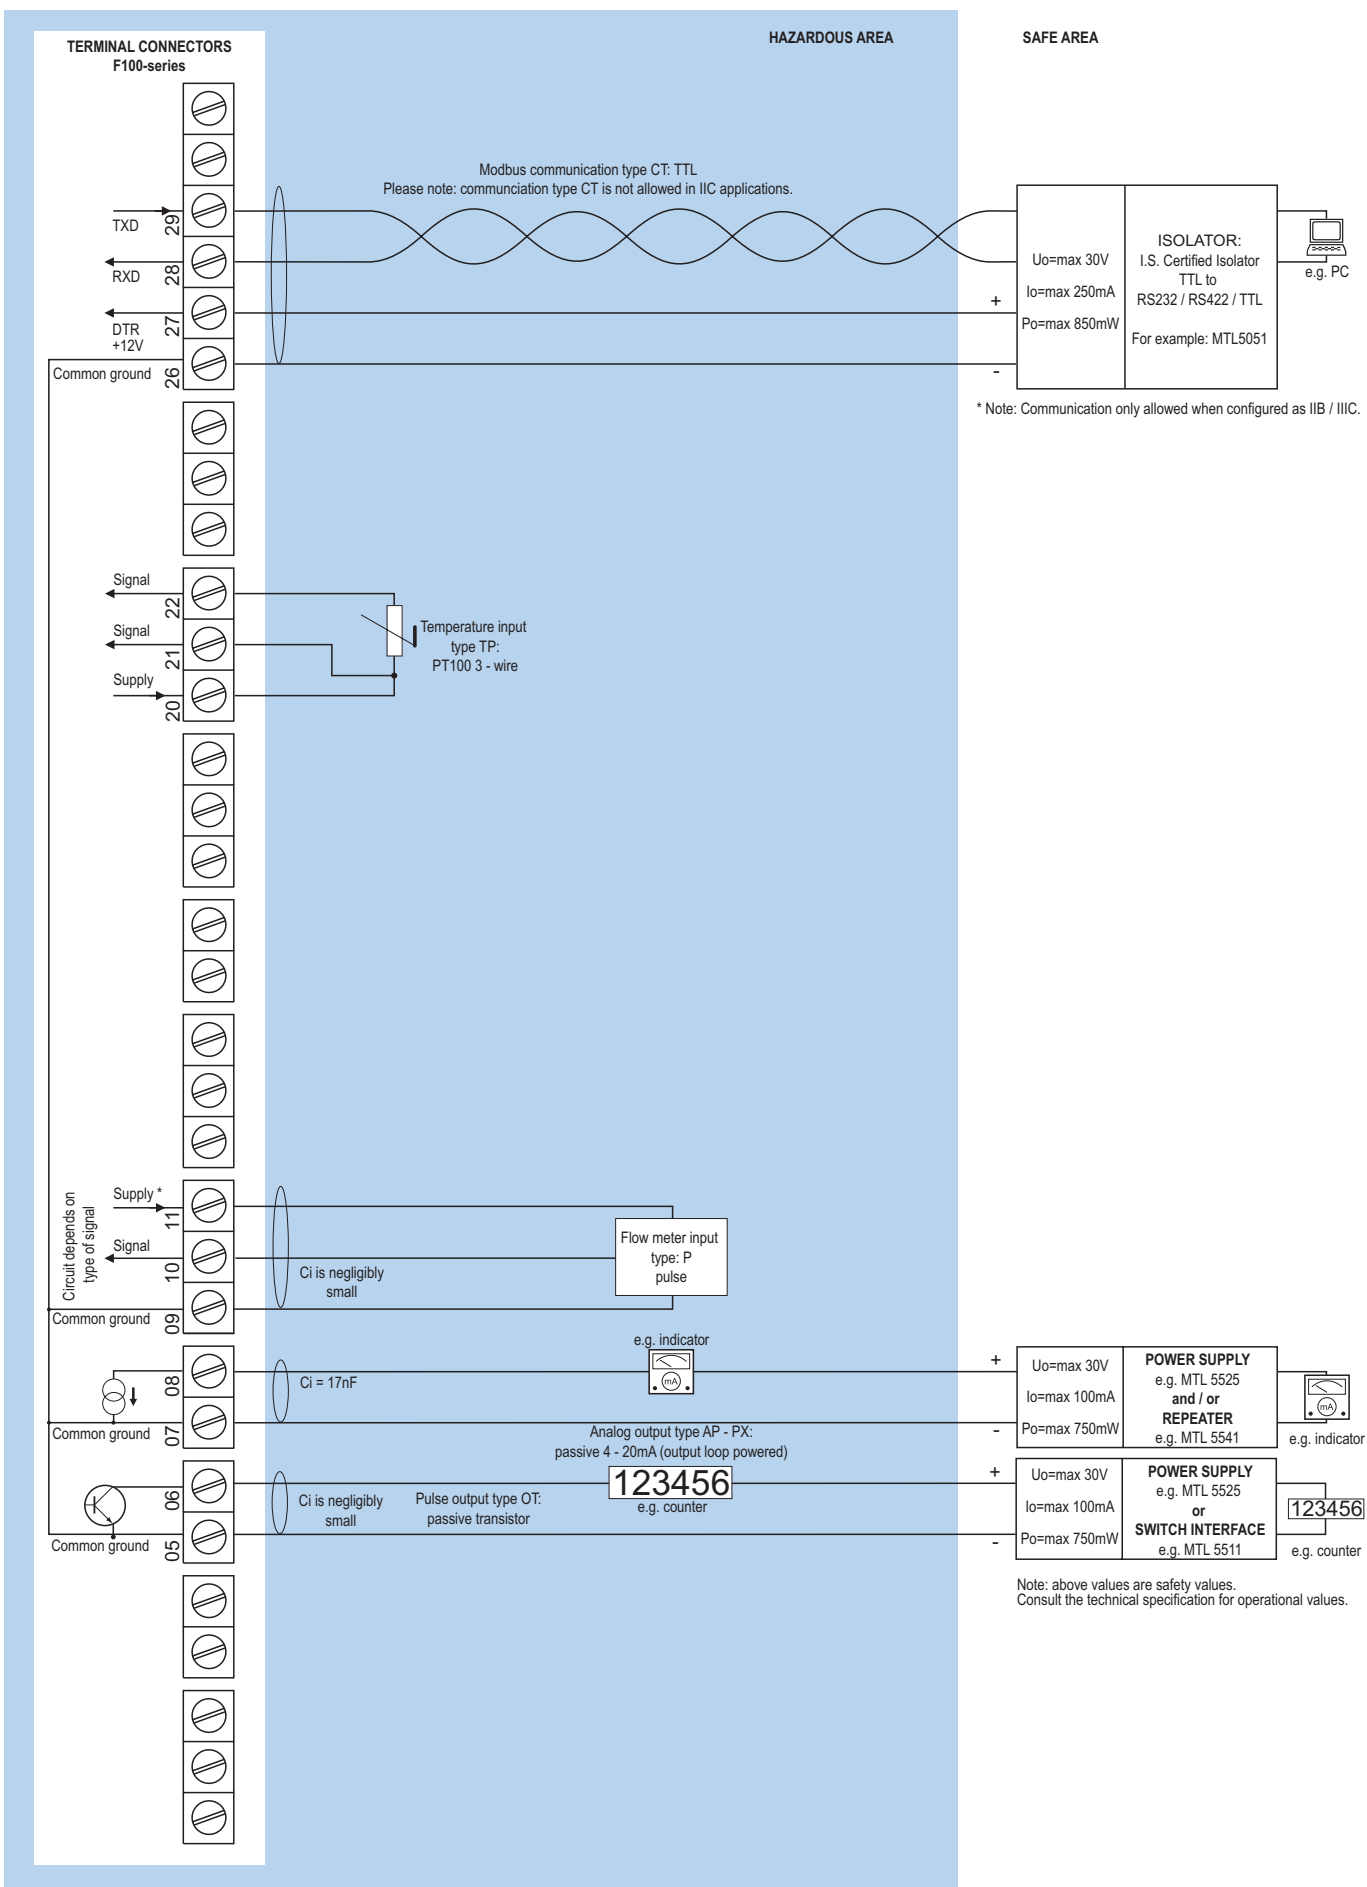 HAZARDOUS AREA
SAFE AREA
TERMINAL CONNECTORS
F100-series
Modbus communication type CT: TTL
Please note: communciation type CT is not allowed in IIC applications.
TXD
29
RXD
28
DTR
+12V
27
Common ground
26
+
-
Uo=max 30V
Io=max 250mA
Po=max 850mW
ISOLATOR:
I.S. Certified Isolator
TTL to
RS232 / RS422 / TTL
For example: MTL5051
e.g. PC
* Note: Communication only allowed when configured as IIB / IIIC.
Signal
22
Signal
21
Supply
20
Temperature input
type TP:
PT100 3 - wire
Circuit depends on
type of signal
Supply *
11
Signal
10
Common ground
09
Ci is negligibly
small
Flow meter input
type: P
pulse
08
Common ground
07
Ci = 17nF
e.g. indicator
mA
Analog output type AP - PX:
passive 4 - 20mA (output loop powered)
+
-
Uo=max 30V
Io=max 100mA
Po=max 750mW
POWER SUPPLY
e.g. MTL 5525
and / or
REPEATER
e.g. MTL 5541
mA
e.g. indicator
06
Common ground
05
Ci is negligibly
small
Pulse output type OT:
passive transistor
123456
e.g. counter
+
-
Uo=max 30V
Io=max 100mA
Po=max 750mW
POWER SUPPLY
e.g. MTL 5525
or
SWITCH INTERFACE
e.g. MTL 5511
123456
e.g. counter
Note: above values are safety values.
Consult the technical specification for operational values.